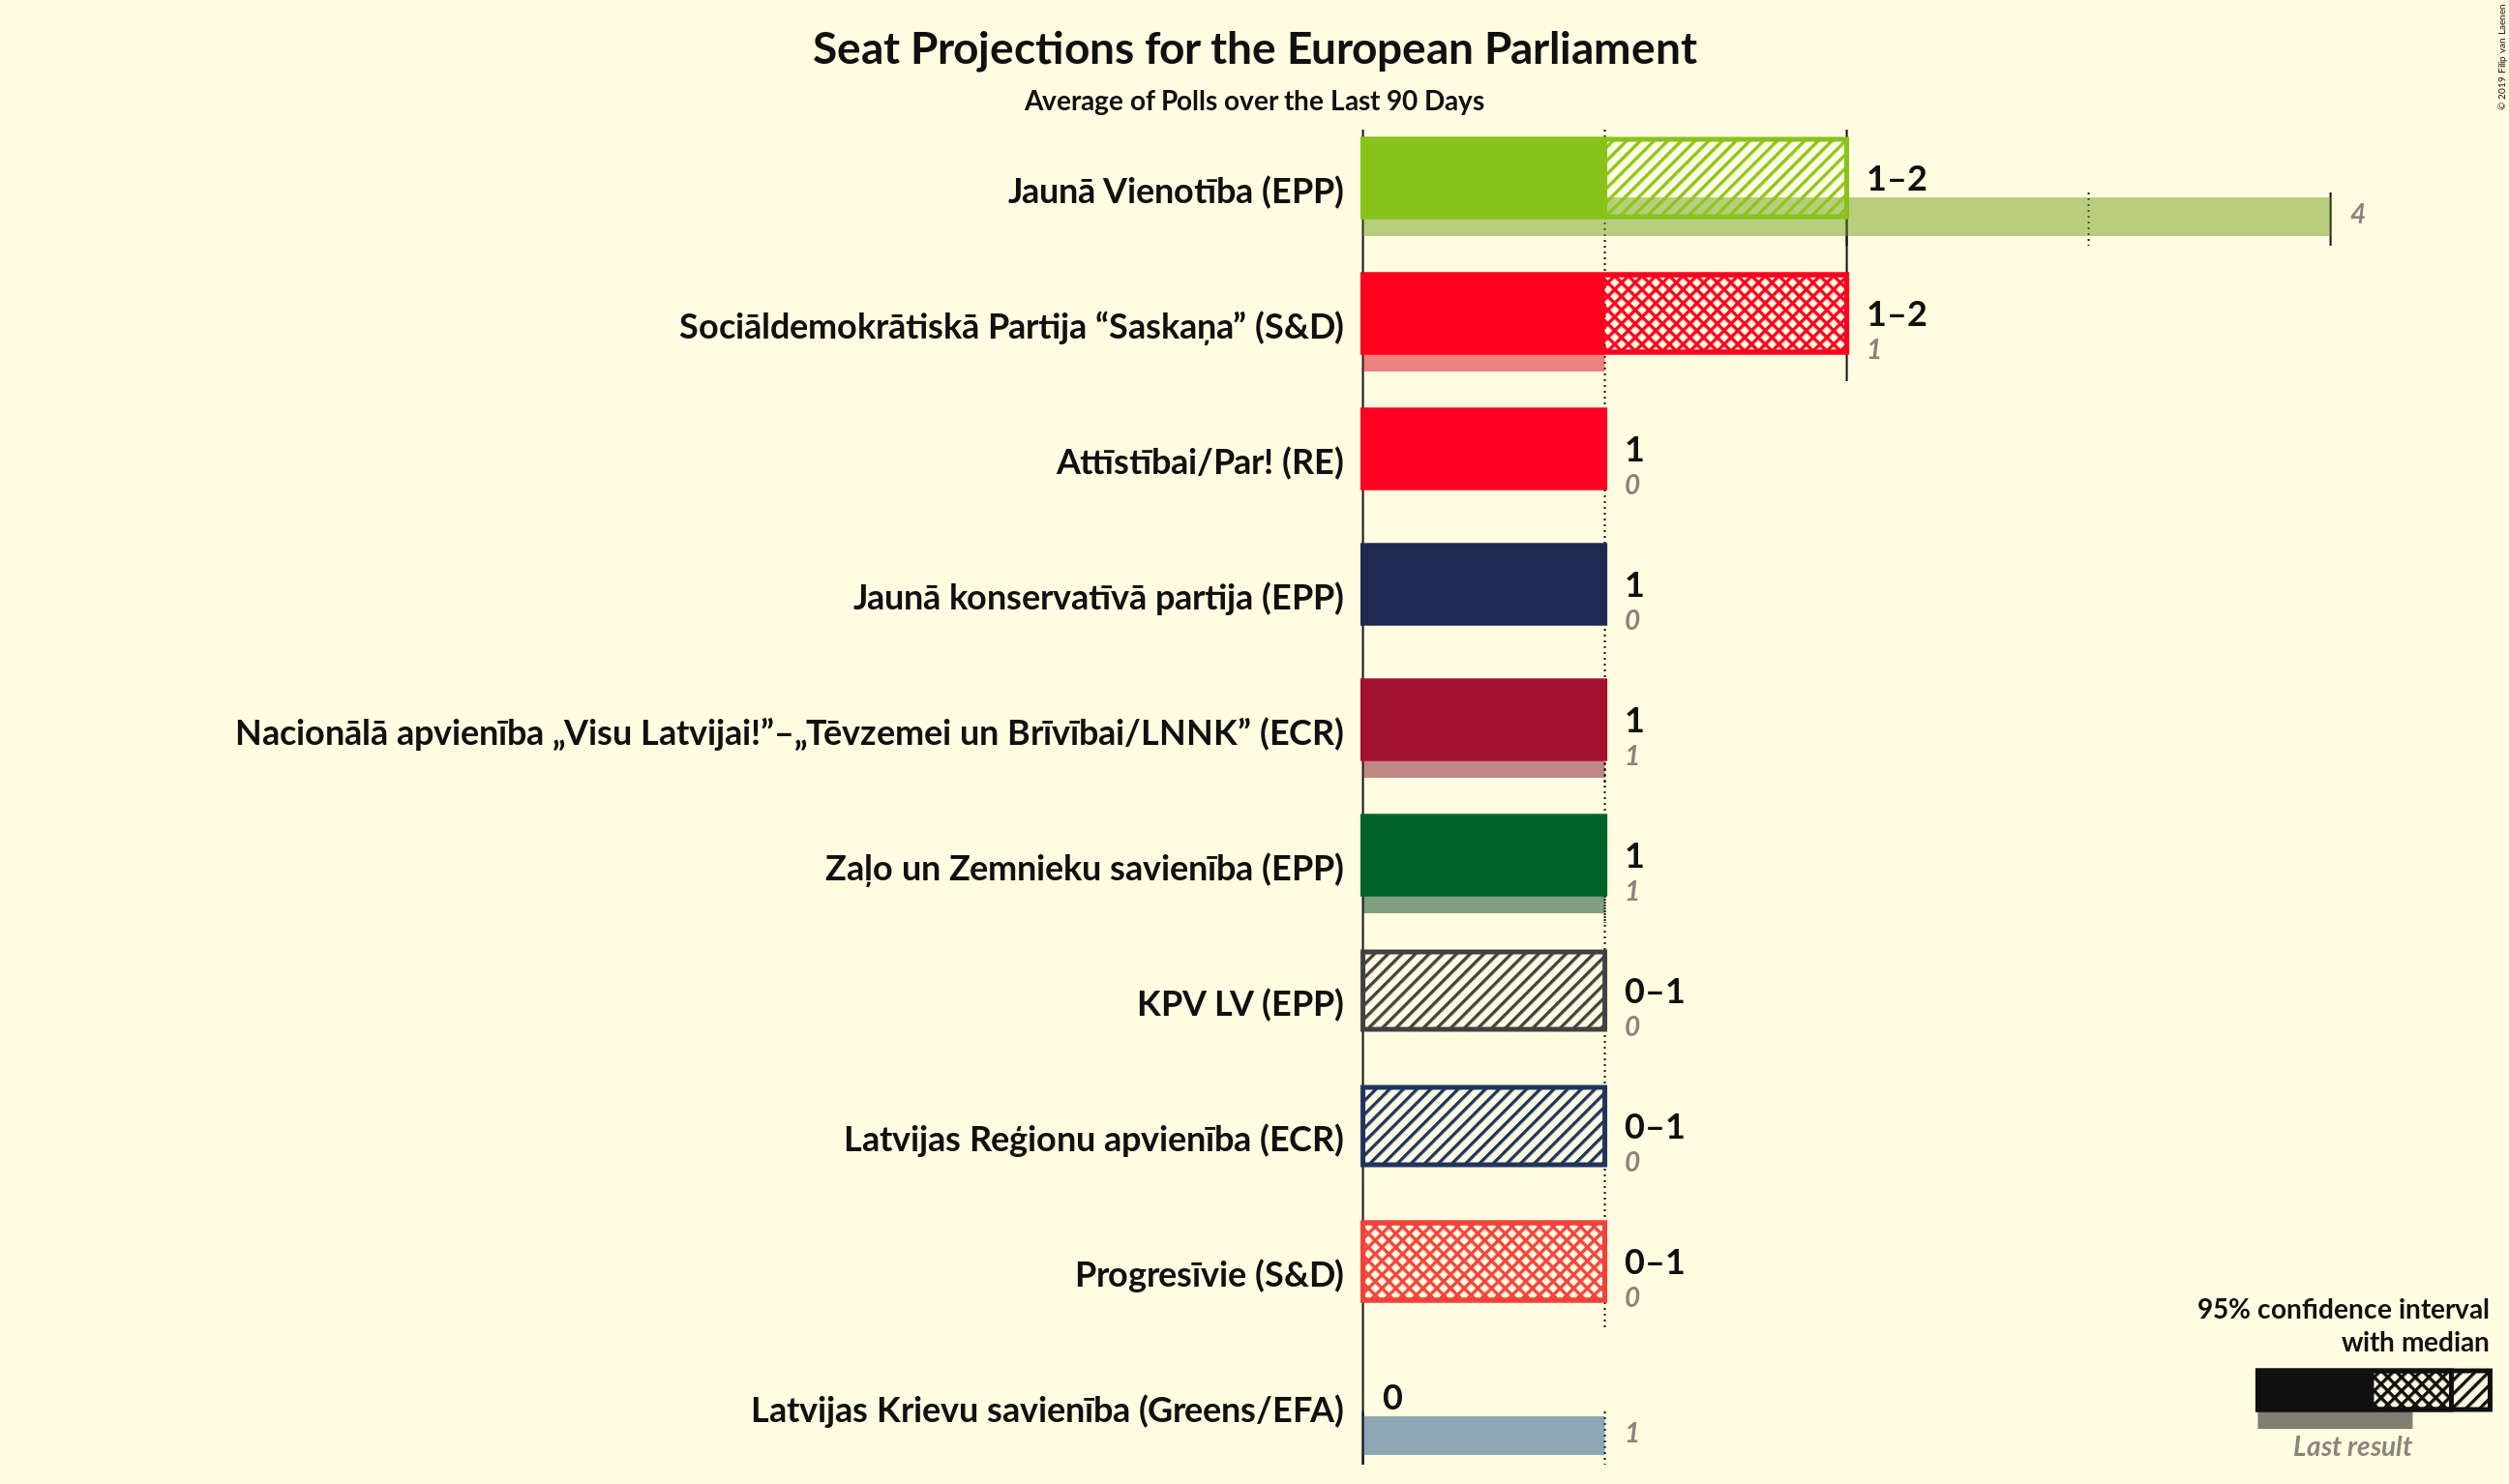 Seat Projections for the European Parliament
Average of Polls over the Last 90 Days
© 2019 Filip van Laenen
Jaunā Vienotība (EPP)
1–2
4
Sociāldemokrātiskā Partija “Saskaņa” (S&D)
1–2
1
Attīstībai/Par! (RE)
1
0
Jaunā konservatīvā partija (EPP)
1
0
Nacionālā apvienība „Visu Latvijai!”–„Tēvzemei un Brīvībai/LNNK” (ECR)
1
1
Zaļo un Zemnieku savienība (EPP)
1
1
KPV LV (EPP)
0–1
0
Latvijas Reģionu apvienība (ECR)
0–1
0
Progresīvie (S&D)
0–1
0
Latvijas Krievu savienība (Greens/EFA)
0
1
95% confidence interval
with median
Last result